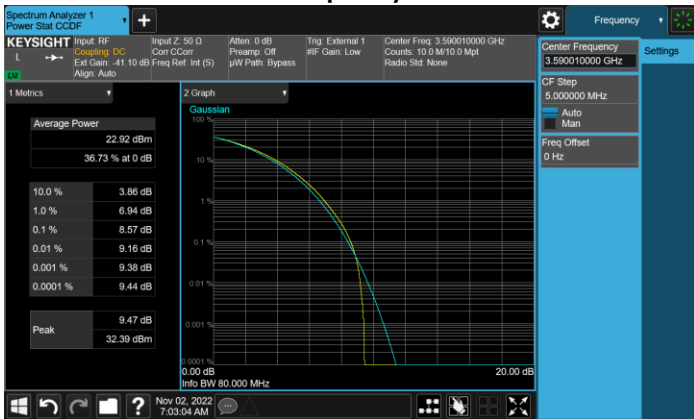 Spectrum Analyzer 1
Power Stat CCDF
Frequency
KEYSIGHT
L
Input: RF
Coupling: DC
Ext Gain: -41.10 dB
Align: Auto
Input Z: 50 Ω
Corr CCorr
Freq Ref: Int (S)
Atten: 0 dB
Preamp: Off
µW Path: Bypass
Trig: External 1
#IF Gain: Low
Center Freq: 3.590010000 GHz
Counts: 10.0 M/10.0 Mpt
Radio Std: None
Center Frequency
3.590010000 GHz
Settings
CF Step
5.000000 MHz
Auto
Man
Freq Offset
0 Hz
1 Metrics
Average Power
22.92 dBm
36.73 % at 0 dB
10.0 % 3.86 dB
1.0 % 6.94 dB
0.1 % 8.57 dB
0.01 % 9.16 dB
0.001 % 9.38 dB
0.0001 % 9.44 dB
Peak
9.47 dB
32.39 dBm
2 Graph
Gaussian
100 %
10 %
1 %
0.1 %
0.01 %
0.001 %
0.0001 %
0.00 dB
20.00 dB
Info BW 80.000 MHz
?
Nov 02, 2022
7:03:04 AM